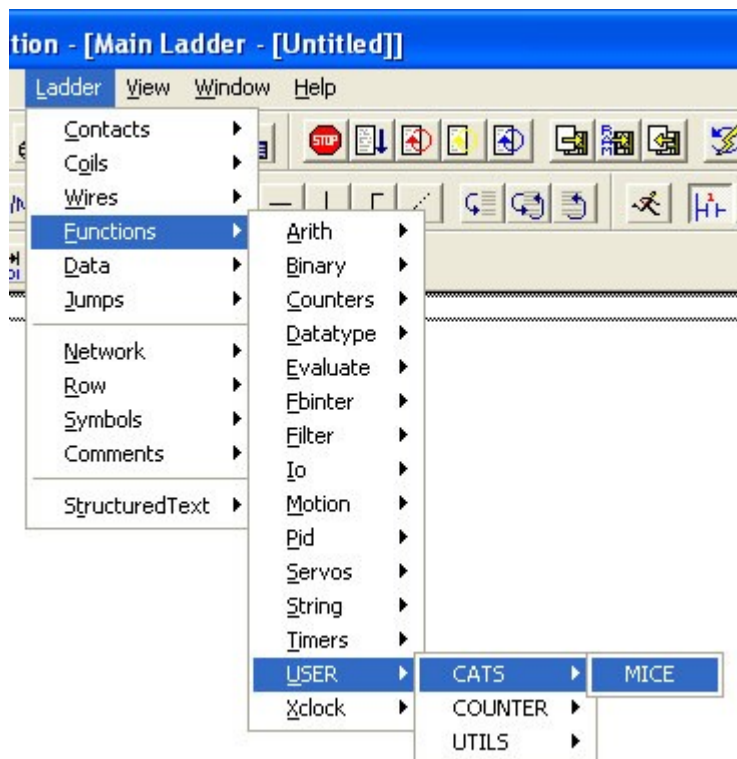 tion - [Main Ladder - [Untitled]]
Ladder View Window Help
Contacts
Coils
Wires
Functions
Data
Jumps
Network
Row
Symbols
Comments
StructuredText
STOP
Arith
Binary
Counters
Datatype
Evaluate
Fbinter
Filter
Io
Motion
Pid
Servos
String
Timers
USER
Xclock
CATS
COUNTER
UTILS
MICE